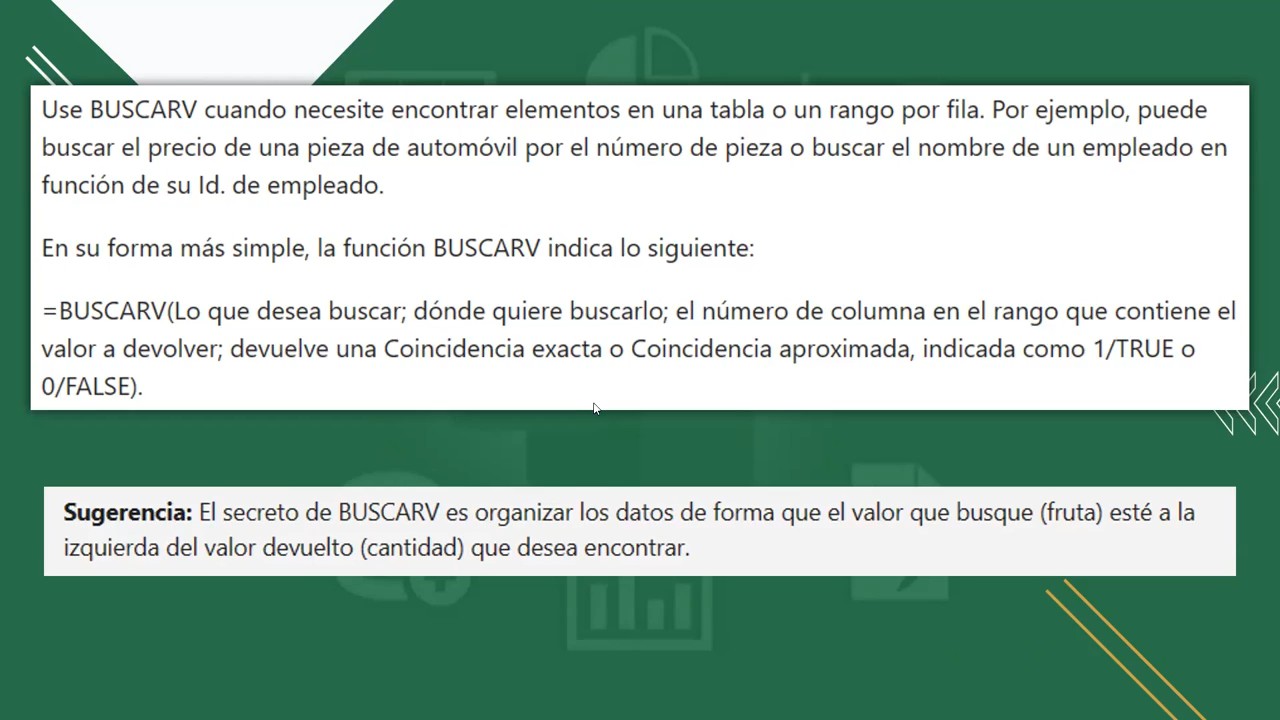 Use BUSCARV cuando necesite encontrar elementos en una tabla o un rango por fila. Por ejemplo, puede
buscar el precio de una pieza de automóvil por el número de pieza o buscar el nombre de un empleado en
función de su Id. de empleado.
En su forma más simple, la función BUSCARV indica lo siguiente:
=BUSCARV(Lo que desea buscar; dónde quiere buscarlo; el número de columna en el rango que contiene el
valor a devolver; devuelve una Coincidencia exacta o Coincidencia aproximada, indicada como 1/TRUE o
0/FALSE).
Sugerencia: El secreto de BUSCARV es organizar los datos de forma que el valor que busque (fruta) esté a la
izquierda del valor devuelto (cantidad) que desea encontrar.